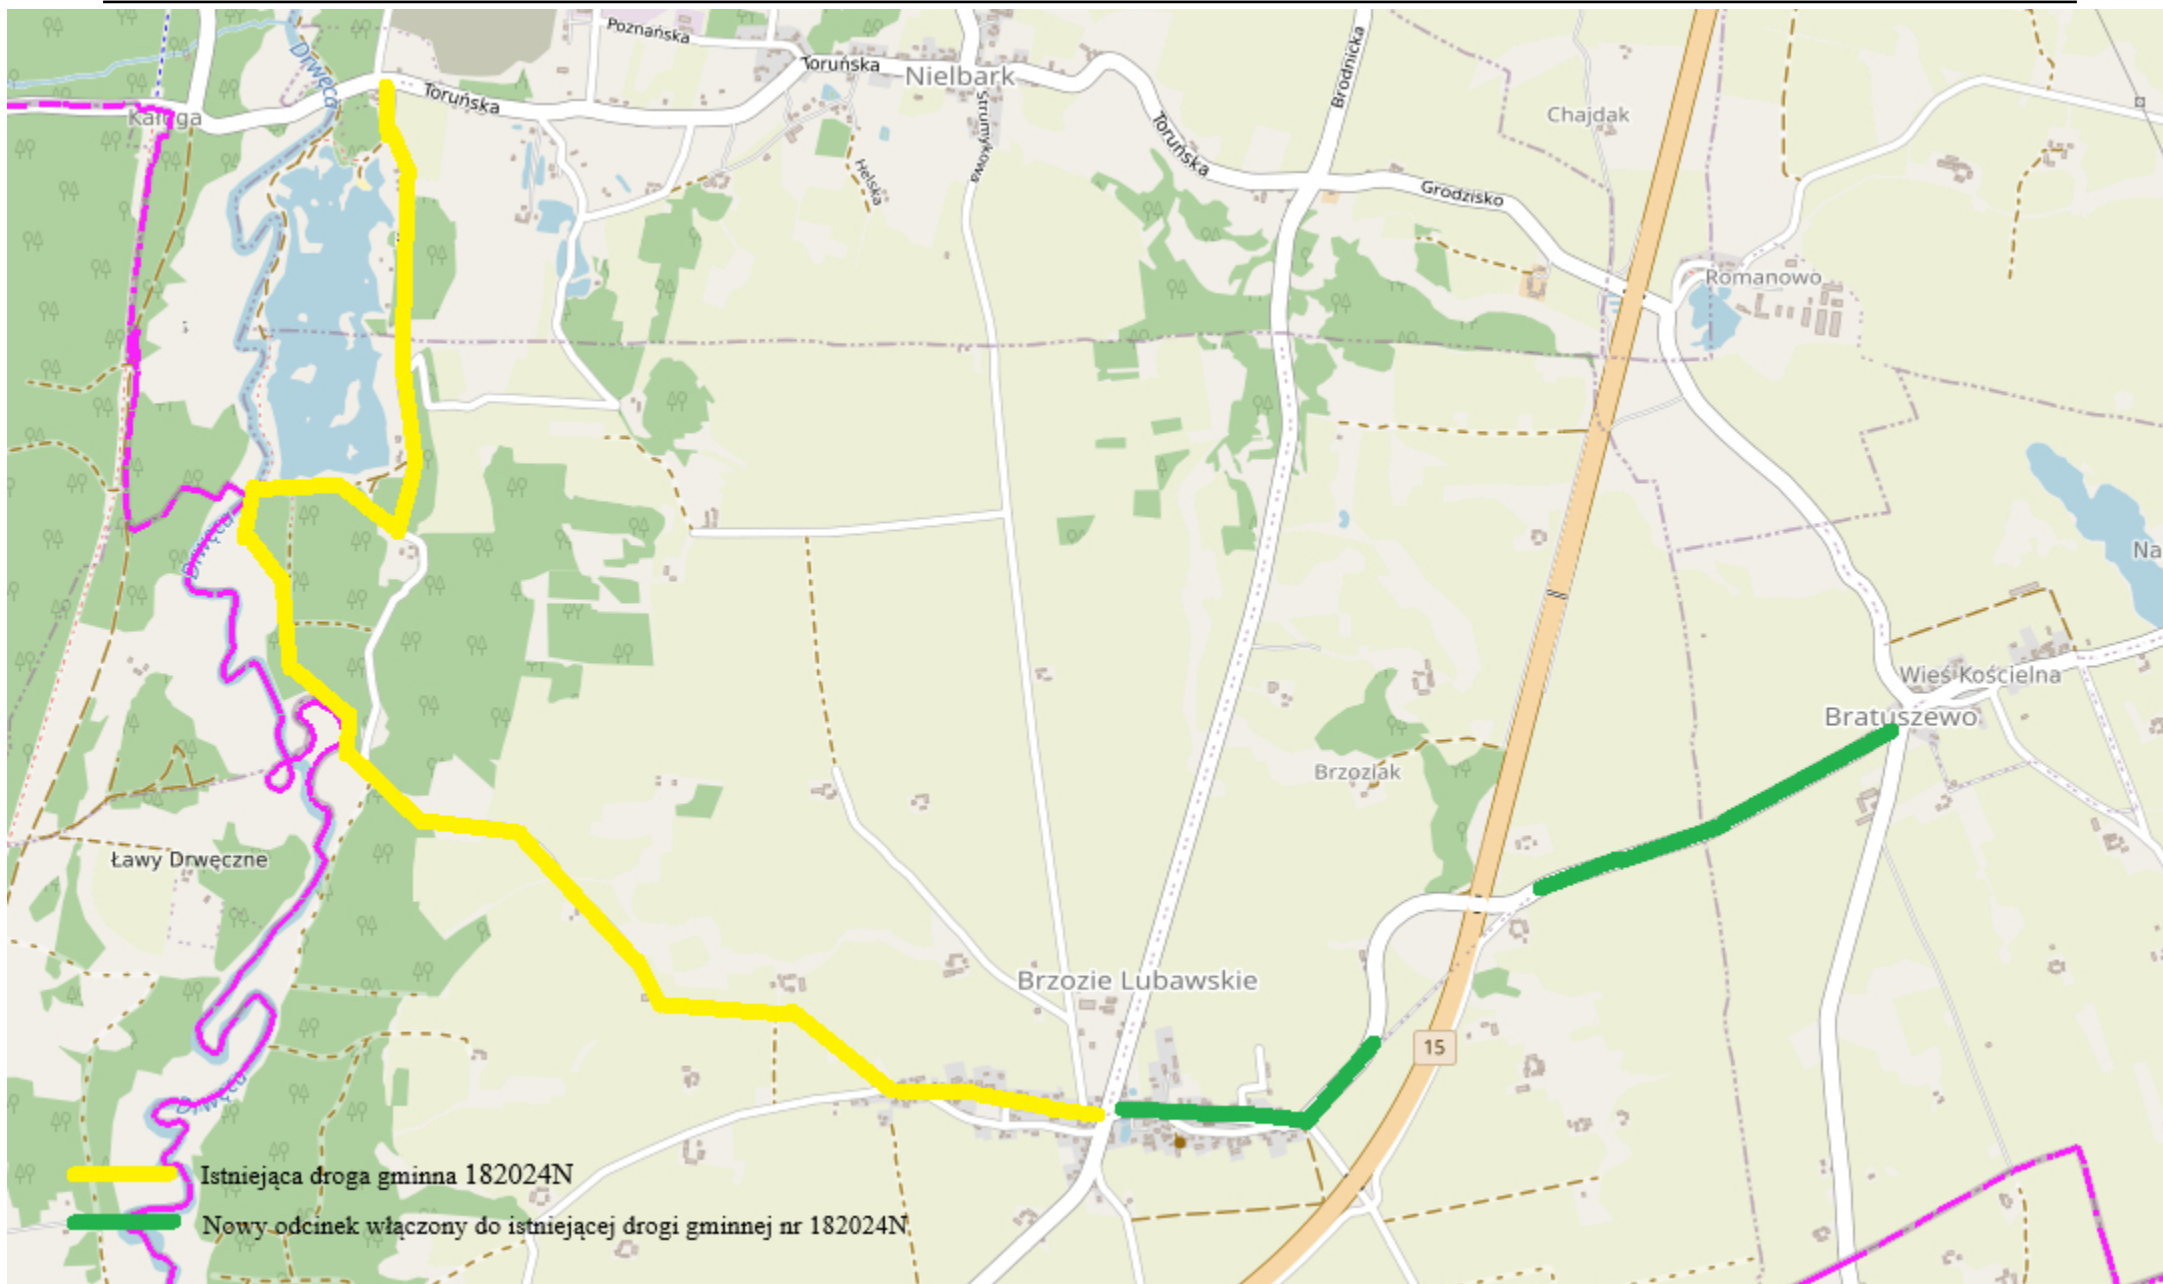 Poznańska
Toruńska
Nielbark
Drwęca
Toruńska
Kaługa
Strumykowa
Helska
Toruńska
Brodnicka
Chajdak
Grodzisko
Romanowo
Drwęca
Na
Wieś Kościelna
Bratuszewo
Brzoziak
Ławy Drwęczne
Brzozie Lubawskie
15
Drwęca
Istniejąca droga gminna 182024N
Nowy odcinek włączony do istniejącej drogi gminnej nr 182024N